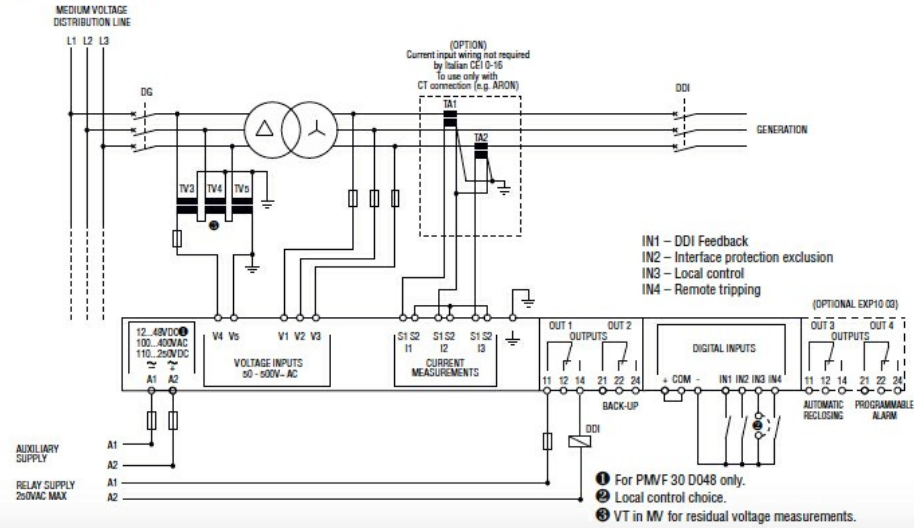 MEDIUM VOLTAGE
DISTRIBUTION LINE
L1 L2 L3
DG
(OPTION)
Current input wiring not required
by Italian CEI 0-16
To use only with
CT connection (e.g. ARON)
TA1
TA2
DDI
GENERATION
TV3 TV4 TV5
❸
IN1 – DDI Feedback
IN2 – Interface protection exclusion
IN3 – Local control
IN4 – Remote tripping
(OPTIONAL EXP10 03)
12...48VDC❶
100...400VAC
110...250VDC
~ ~
- +
A1 A2
V4 V5 V1 V2 V3
VOLTAGE INPUTS
50 - 500V~ AC
S1 S2 S1 S2 S1 S2
I1 I2 I3
CURRENT
MEASUREMENTS
OUT 1 OUT 2
OUTPUTS
11 12 14 21 22 24
BACK-UP
DIGITAL INPUTS
+ COM - IN1 IN2 IN3 IN4
❷
OUT 3 OUT 4
OUTPUTS
11 12 14 21 22 24
AUTOMATIC
RECLOSING
PROGRAMMABLE
ALARM
DDI
AUXILIARY
SUPPLY
A1
A2
RELAY SUPPLY
250VAC MAX
A1
A2
❶ For PMVF 30 D048 only.
❷ Local control choice.
❸ VT in MV for residual voltage measurements.